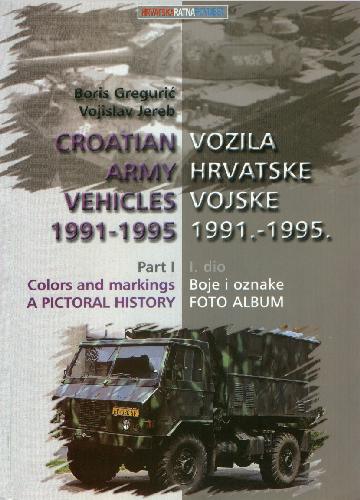 HRVATSKA RATNA
Boris Gregurić
Vojislav Jereb
CROATIAN
ARMY
VEHICLES
1991-1995
VOZILA
HRVATSKE
VOJSKE
1991.-1995.
Part I
Colors and markings
A PICTORAL HISTORY
I. dio
Boje i oznake
FOTO ALBUM